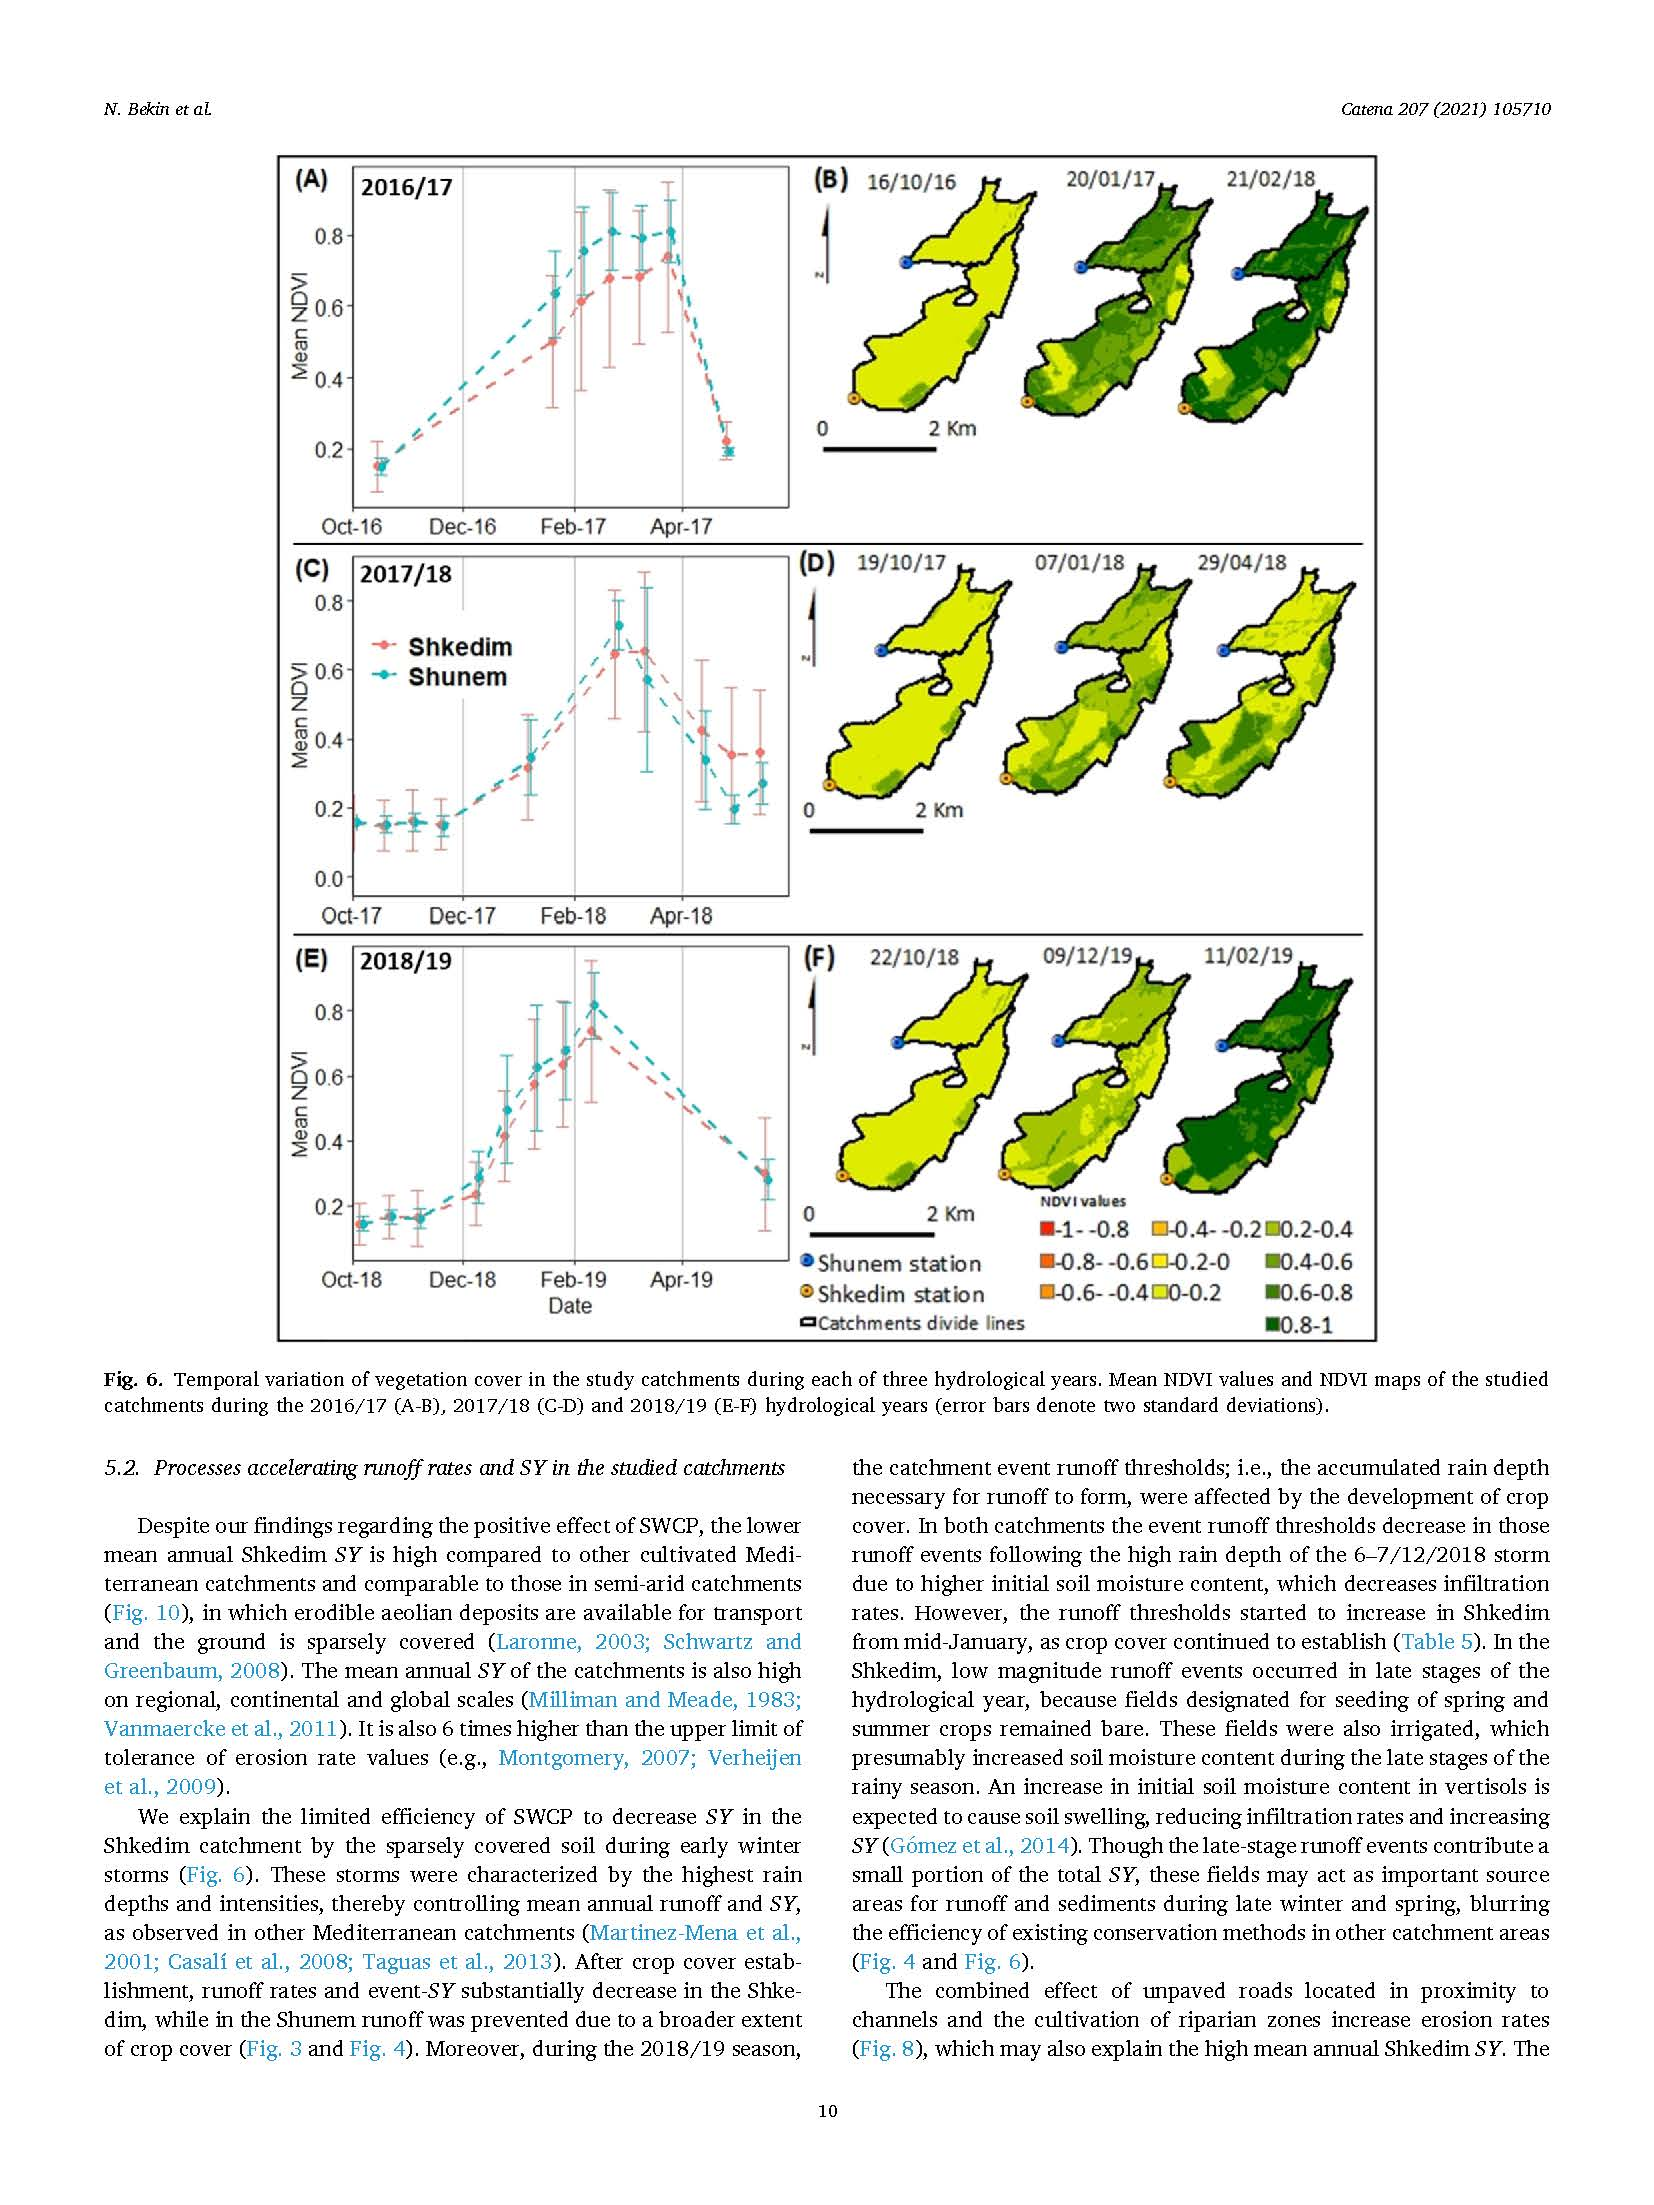 N. Bekin et al.
Catena 207 (2021) 105710
(A)
2016/17
0.8
0.6
0.4
0.2
Mean NDVI
Oct-16 Dec-16 Feb-17 Apr-17
(B) 16/10/16 20/01/17 21/02/18
z
0 2 Km
(C)
2017/18
Shkedim
Shunem
0.8
0.6
0.4
0.2
0.0
Mean NDVI
Oct-17 Dec-17 Feb-18 Apr-18
(D) 19/10/17 07/01/18 29/04/18
z
0 2 Km
(E)
2018/19
0.8
0.6
0.4
0.2
Mean NDVI
Oct-18 Dec-18 Feb-19 Apr-19
Date
(F) 22/10/18 09/12/19 11/02/19
z
0 2 Km
Shunem station
Shkedim station
Catchments divide lines
NDVI values
-1- -0.8 -0.4- -0.2 0.2-0.4
-0.8- -0.6 -0.2-0 0.4-0.6
-0.6- -0.4 0-0.2 0.6-0.8
0.8-1
Fig. 6. Temporal variation of vegetation cover in the study catchments during each of three hydrological years. Mean NDVI values and NDVI maps of the studied
catchments during the 2016/17 (A-B), 2017/18 (C-D) and 2018/19 (E-F) hydrological years (error bars denote two standard deviations).
5.2. Processes accelerating runoff rates and SY in the studied catchments
Despite our findings regarding the positive effect of SWCP, the lower
mean annual Shkedim SY is high compared to other cultivated Medi-
terranean catchments and comparable to those in semi-arid catchments
(Fig. 10), in which erodible aeolian deposits are available for transport
and the ground is sparsely covered (Laronne, 2003; Schwartz and
Greenbaum, 2008). The mean annual SY of the catchments is also high
on regional, continental and global scales (Milliman and Meade, 1983;
Vanmaercke et al., 2011). It is also 6 times higher than the upper limit of
tolerance of erosion rate values (e.g., Montgomery, 2007; Verheijen
et al., 2009).
We explain the limited efficiency of SWCP to decrease SY in the
Shkedim catchment by the sparsely covered soil during early winter
storms (Fig. 6). These storms were characterized by the highest rain
depths and intensities, thereby controlling mean annual runoff and SY,
as observed in other Mediterranean catchments (Martinez-Mena et al.,
2001; Casalí et al., 2008; Taguas et al., 2013). After crop cover estab-
lishment, runoff rates and event-SY substantially decrease in the Shke-
dim, while in the Shunem runoff was prevented due to a broader extent
of crop cover (Fig. 3 and Fig. 4). Moreover, during the 2018/19 season,
the catchment event runoff thresholds; i.e., the accumulated rain depth
necessary for runoff to form, were affected by the development of crop
cover. In both catchments the event runoff thresholds decrease in those
runoff events following the high rain depth of the 6–7/12/2018 storm
due to higher initial soil moisture content, which decreases infiltration
rates. However, the runoff thresholds started to increase in Shkedim
from mid-January, as crop cover continued to establish (Table 5). In the
Shkedim, low magnitude runoff events occurred in late stages of the
hydrological year, because fields designated for seeding of spring and
summer crops remained bare. These fields were also irrigated, which
presumably increased soil moisture content during the late stages of the
rainy season. An increase in initial soil moisture content in vertisols is
expected to cause soil swelling, reducing infiltration rates and increasing
SY (Gómez et al., 2014). Though the late-stage runoff events contribute a
small portion of the total SY, these fields may act as important source
areas for runoff and sediments during late winter and spring, blurring
the efficiency of existing conservation methods in other catchment areas
(Fig. 4 and Fig. 6).
The combined effect of unpaved roads located in proximity to
channels and the cultivation of riparian zones increase erosion rates
(Fig. 8), which may also explain the high mean annual Shkedim SY. The
10